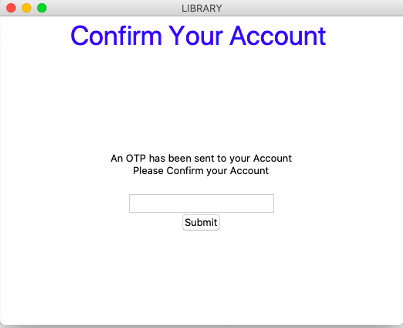 LIBRARY
Confirm Your Account
An OTP has been sent to your Account
Please Confirm your Account
Submit